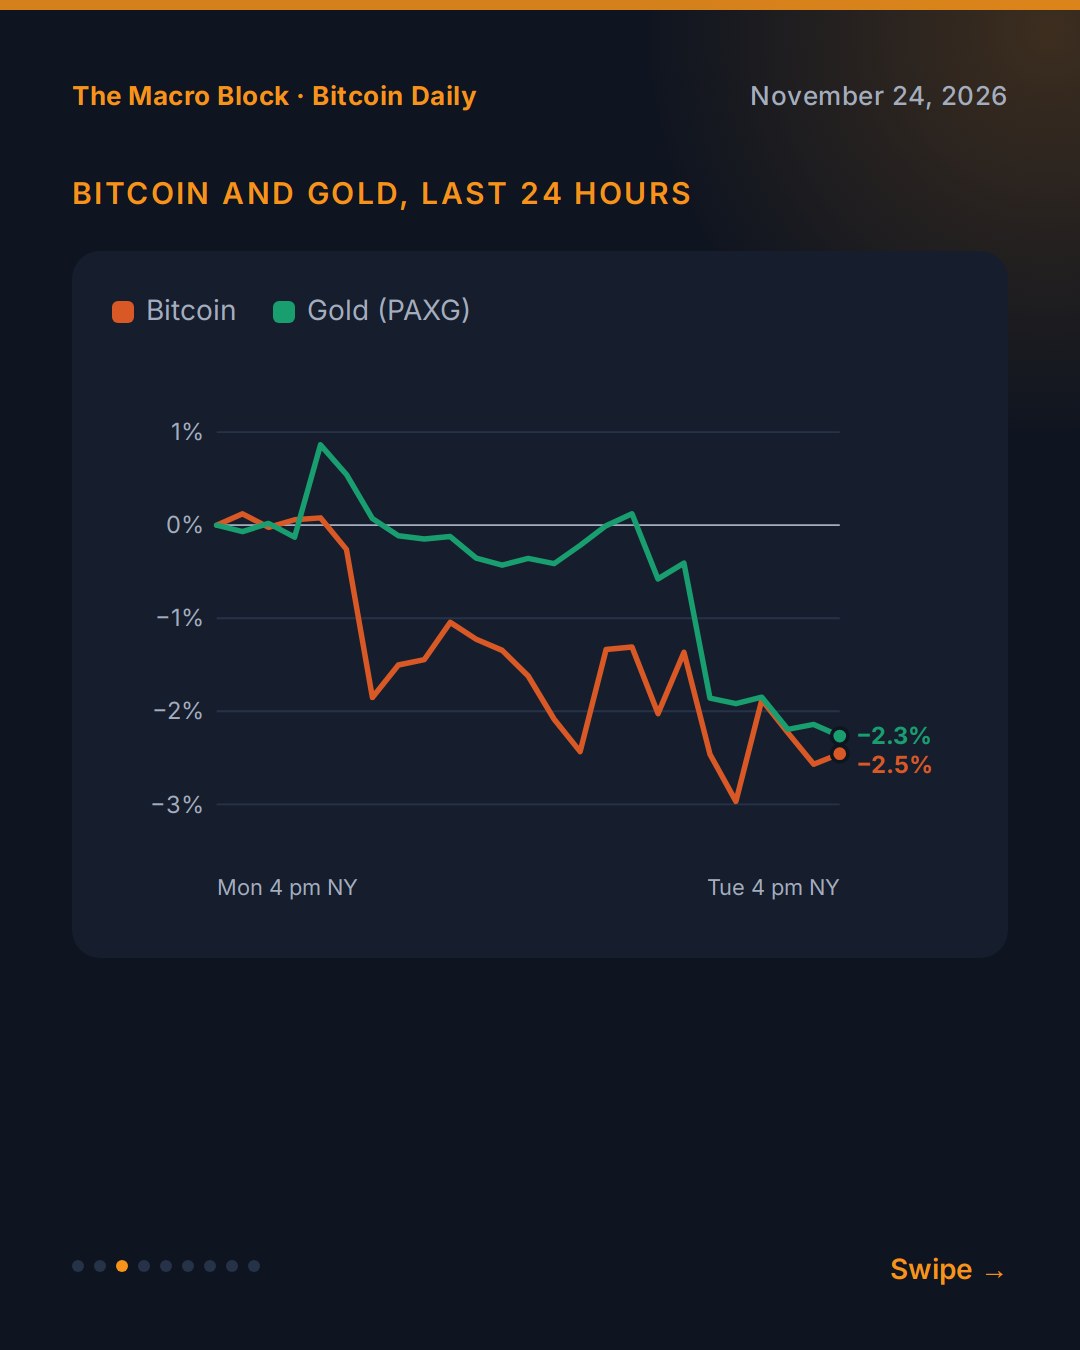 The Macro Block · Bitcoin Daily
November 24, 2026
BITCOIN AND GOLD, LAST 24 HOURS
Bitcoin
Gold (PAXG)
1%
0%
−1%
−2%
−3%
−2.3%
−2.5%
Mon 4 pm NY
Tue 4 pm NY
Swipe →